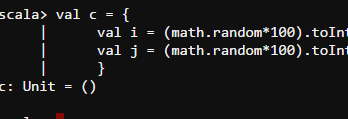 scala> val c = {
| val i = (math.random*100).toInt
| val j = (math.random*100).toInt
| }
c: Unit = ()